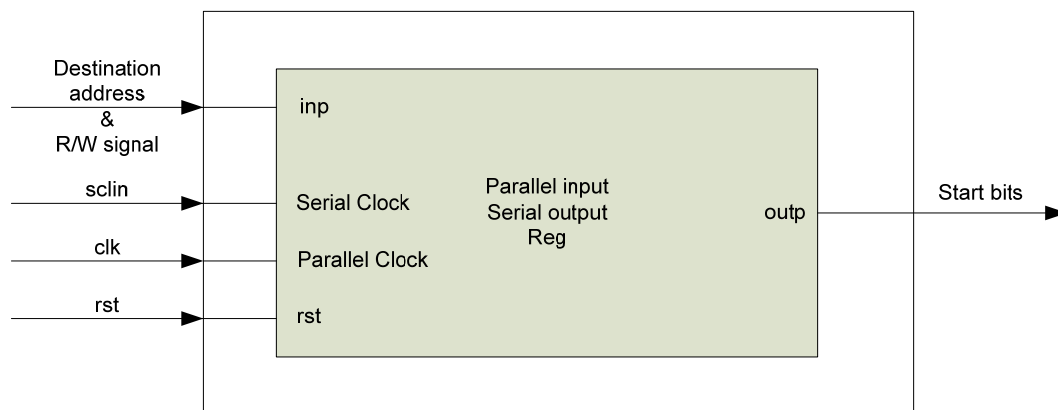 Destination
address
&
R/W signal
sclin
clk
rst
inp
Serial Clock
Parallel Clock
rst
Parallel input
Serial output
Reg
outp
Start bits